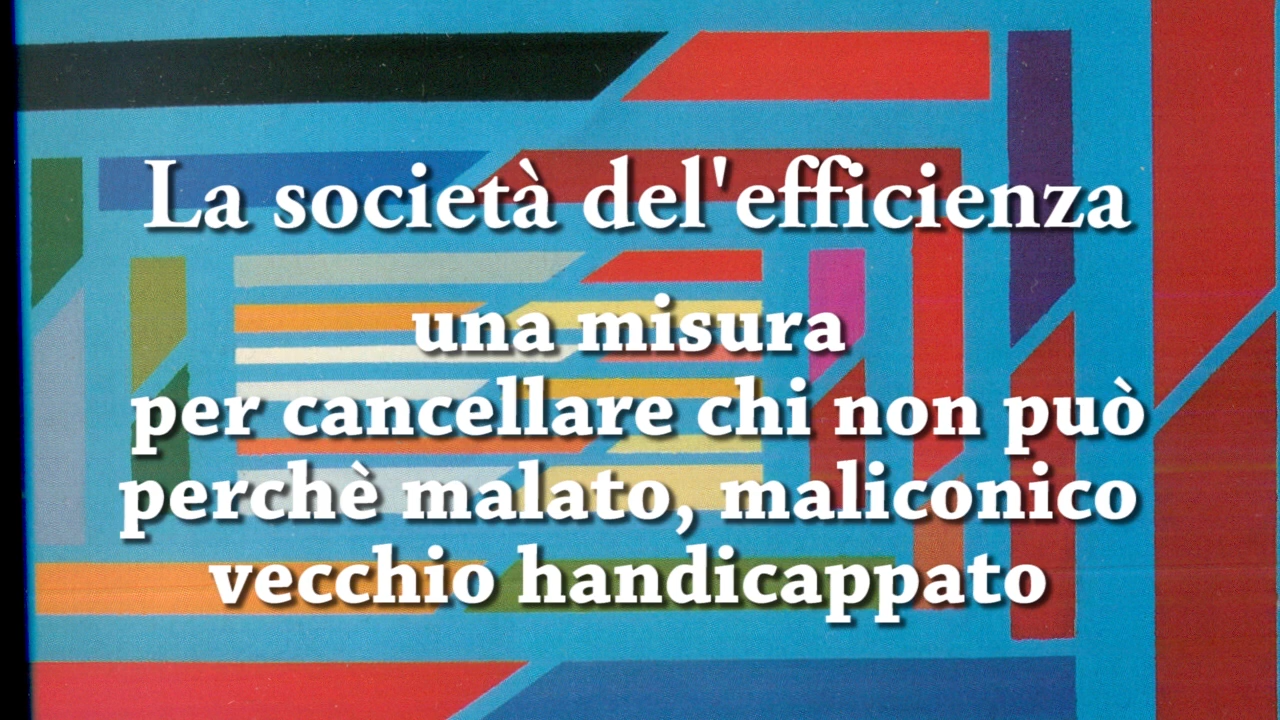 La società del'efficienza
una misura
per cancellare chi non può
perchè malato, maliconico
vecchio handicappato